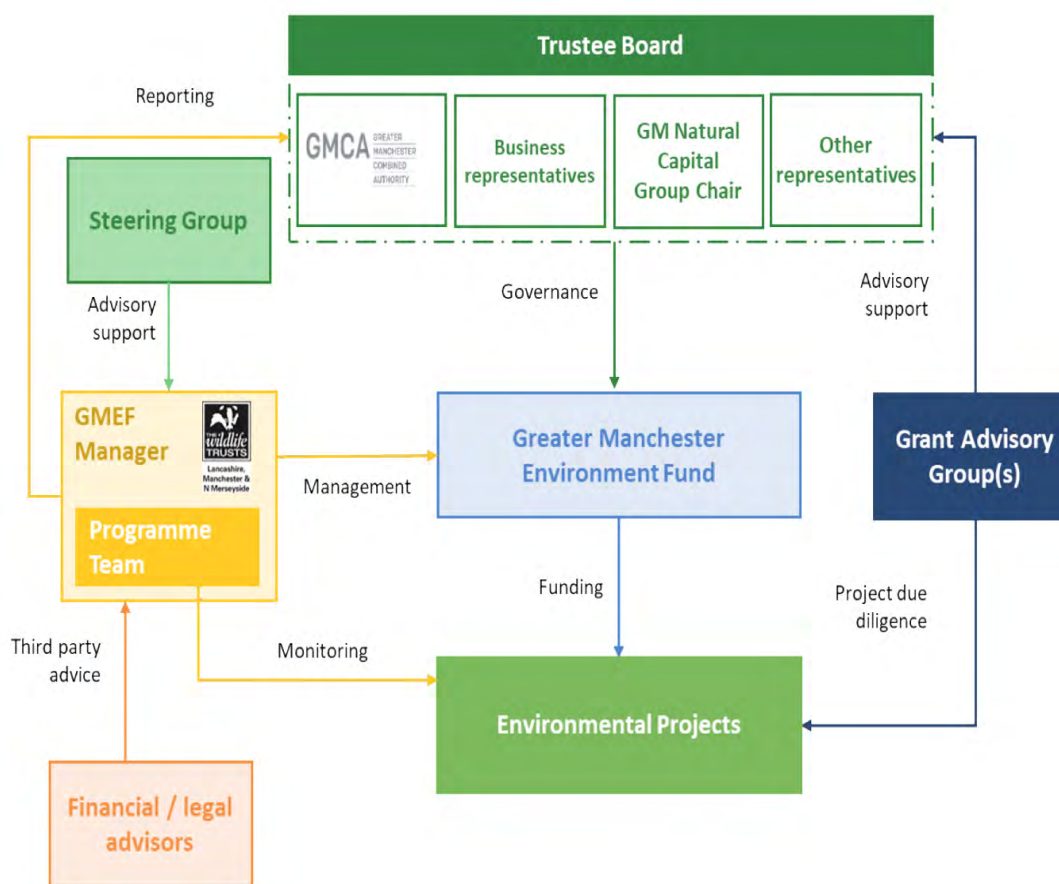 Trustee Board
Reporting
GMCA
GREATER
MANCHESTER
COMBINED
AUTHORITY
Business
representatives
GM Natural
Capital
Group Chair
Other
representatives
Steering Group
Advisory
support
Governance
Advisory
support
GMEF
Manager
THE
wildlife
TRUSTS
Lancashire,
Manchester &
N Merseyside
Programme
Team
Management
Greater Manchester
Environment Fund
Grant Advisory
Group(s)
Third party
advice
Monitoring
Funding
Project due
diligence
Environmental Projects
Financial / legal
advisors